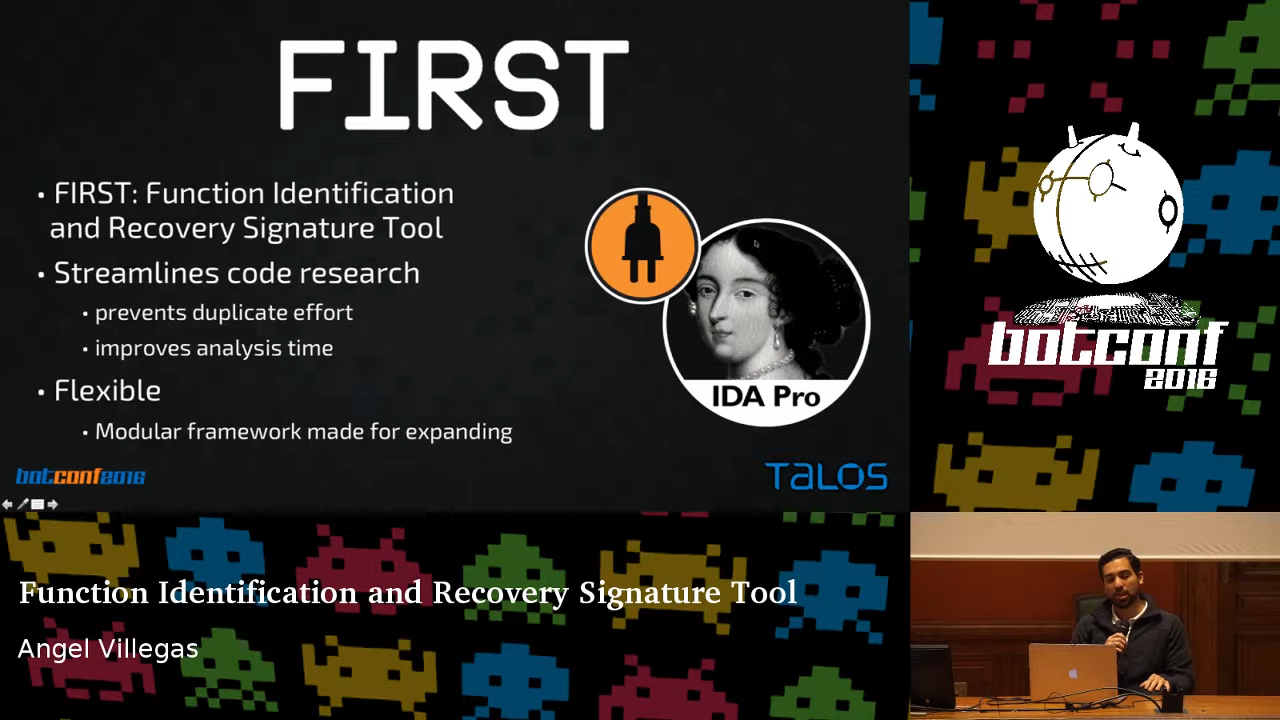 FIRST
• FIRST: Function Identification
and Recovery Signature Tool
• Streamlines code research
• prevents duplicate effort
• improves analysis time
• Flexible
• Modular framework made for expanding
IDA Pro
botconf2016
TALOS
botconf
2016
Function Identification and Recovery Signature Tool
Angel Villegas